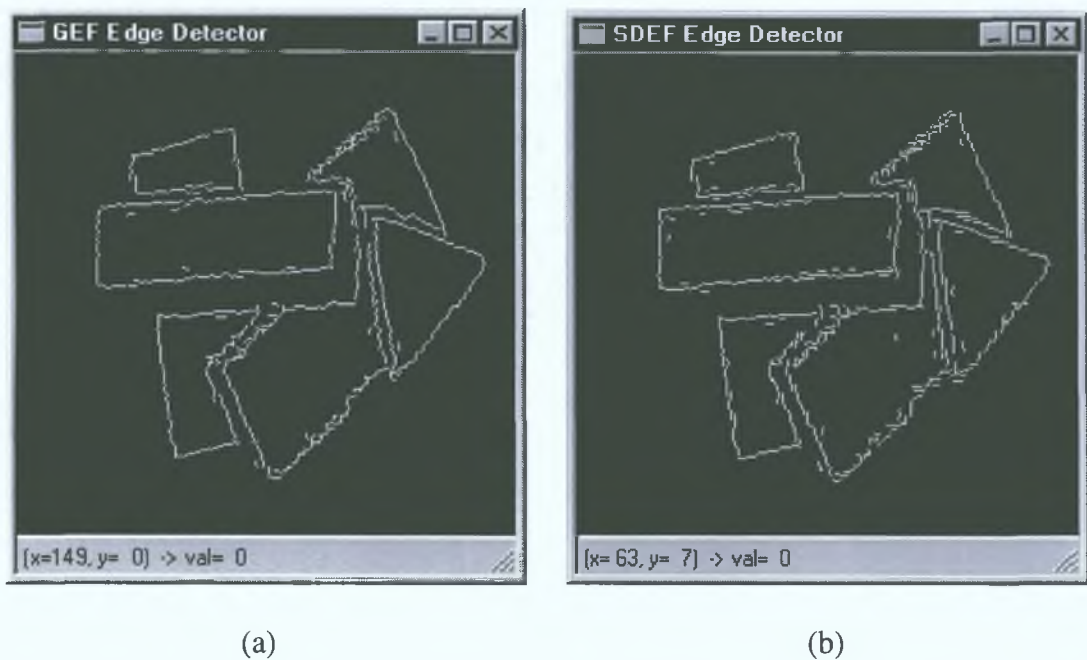 GEF Edge Detector
SDEF Edge Detector
(x=149, y= 0) -> val= 0
(x= 63, y= 7) -> val= 0
(a)
(b)